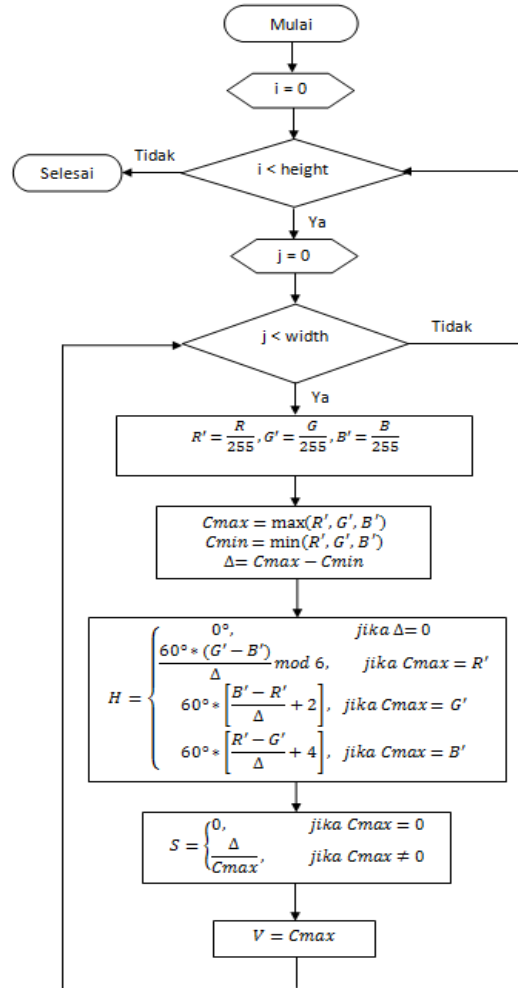 Mulai
i = 0
Tidak
i < height
Selesai
Ya
j = 0
Tidak
j < width
Ya
R' = R/255, G' = G/255, B' = B/255
Cmax = max(R', G', B')
Cmin = min(R', G', B')
Δ= Cmax − Cmin
H = { 0°, jika Δ= 0
60° * (G' − B')/Δ mod 6, jika Cmax = R'
60° * [B' − R'/Δ + 2], jika Cmax = G'
60° * [R' − G'/Δ + 4], jika Cmax = B'
S = { 0, jika Cmax = 0
Δ/Cmax, jika Cmax ≠ 0
V = Cmax